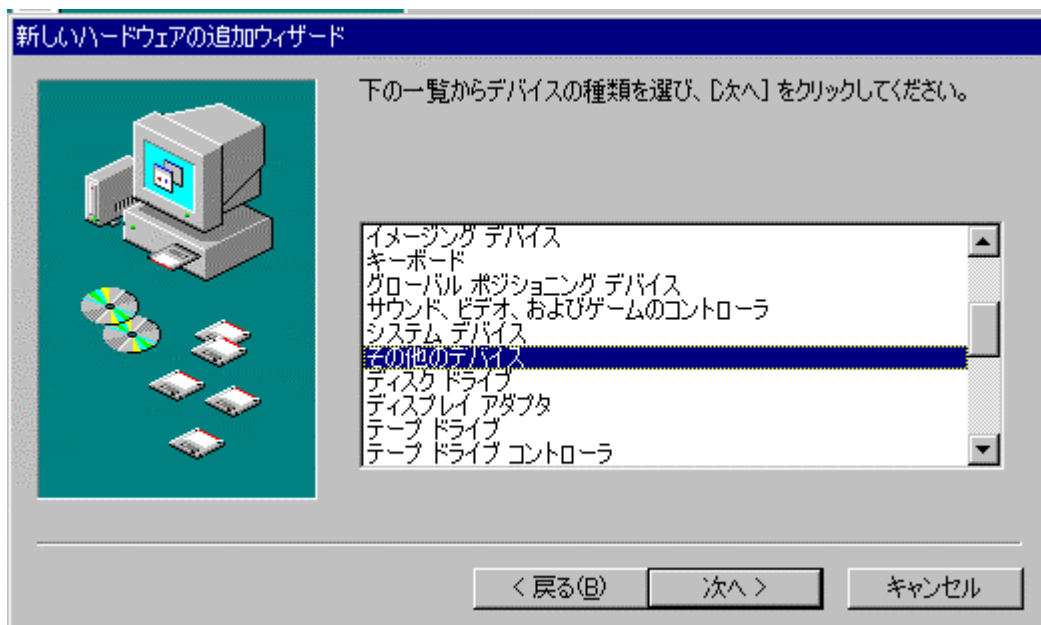 新しいハードウェアの追加ウィザード
下の一覧からデバイスの種類を選び、[次へ] をクリックしてください。
イメージング デバイス
キーボード
グローバル ポジショニング デバイス
サウンド、ビデオ、およびゲームのコントローラ
システム デバイス
その他のデバイス
ディスク ドライブ
ディスプレイ アダプタ
テープ ドライブ
テープ ドライブ コントローラ
< 戻る(B) 次へ > キャンセル